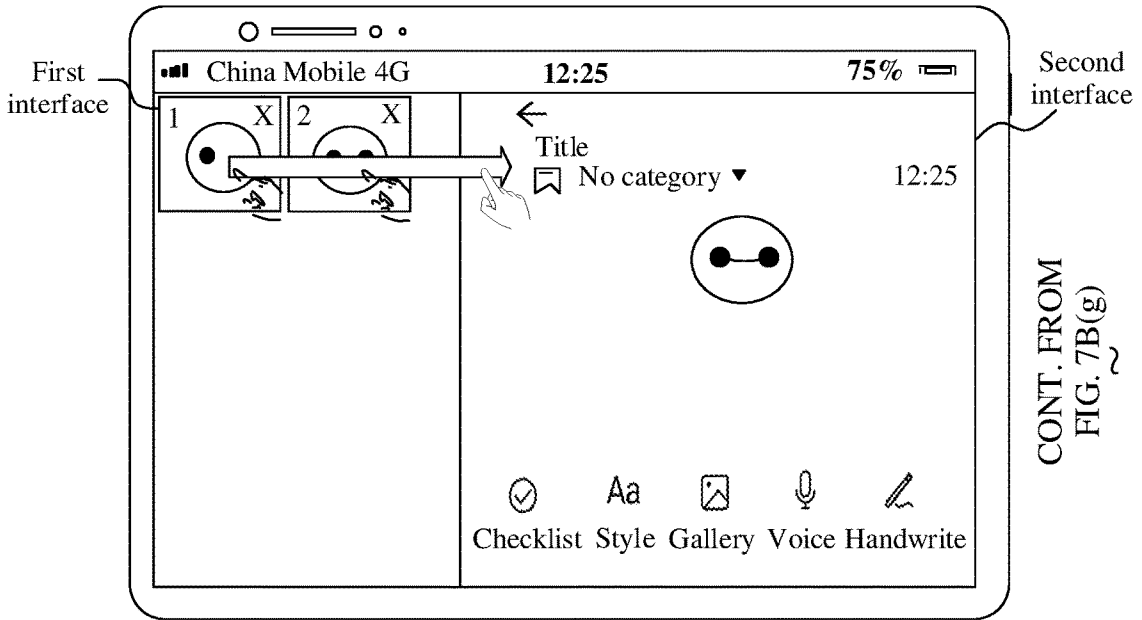 First
interface
China Mobile 4G 12:25 75%
Second
interface
1 X 2 X
Title
No category 12:25
Aa
Checklist Style Gallery Voice Handwrite
CONT. FROM
FIG. 7B(g)